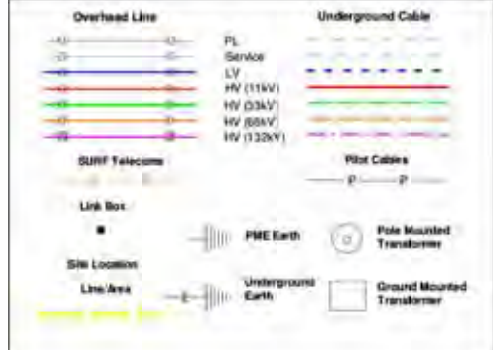 Overhead Line
Underground Cable
PL
Service
LV
HV (11kV)
HV (33kV)
HV (66kV)
HV (132kV)
SURF Telecoms
Pilot Cables
P P
Link Box
PME Earth
Pole Mounted
Transformer
Site Location
Line/Area
Underground
Earth
Ground Mounted
Transformer